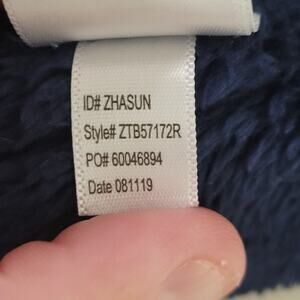 ID# ZHASUN
Style# ZTB57172R
PO# 60046894
Date 081119